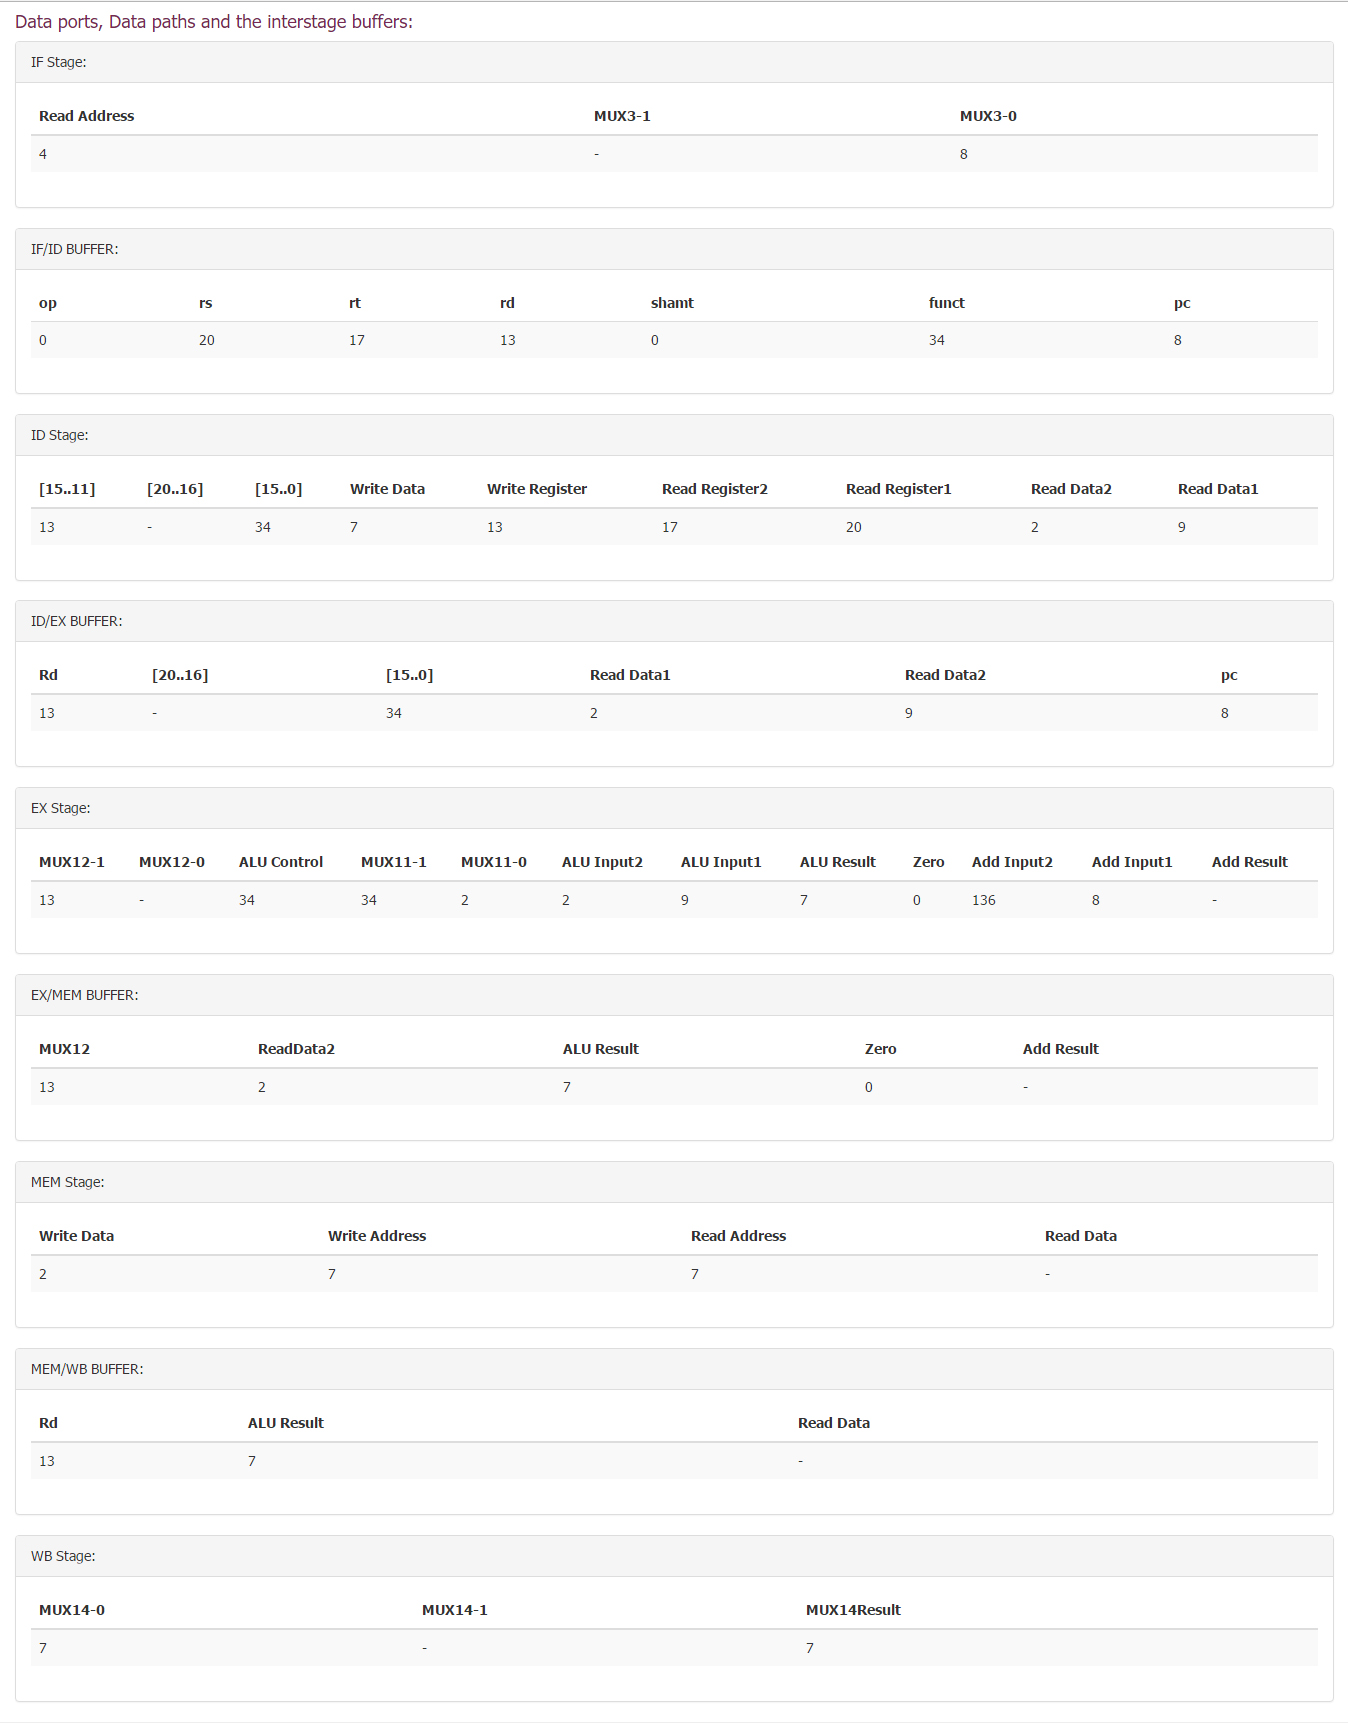 Data ports, Data paths and the interstage buffers:
IF Stage:
Read Address MUX3-1 MUX3-0
4 - 8
IF/ID BUFFER:
op rs rt rd shamt funct pc
0 20 17 13 0 34 8
ID Stage:
[15..11] [20..16] [15..0] Write Data Write Register Read Register2 Read Register1 Read Data2 Read Data1
13 - 34 7 13 17 20 2 9
ID/EX BUFFER:
Rd [20..16] [15..0] Read Data1 Read Data2 pc
13 - 34 2 9 8
EX Stage:
MUX12-1 MUX12-0 ALU Control MUX11-1 MUX11-0 ALU Input2 ALU Input1 ALU Result Zero Add Input2 Add Input1 Add Result
13 - 34 34 2 2 9 7 0 136 8 -
EX/MEM BUFFER:
MUX12 ReadData2 ALU Result Zero Add Result
13 2 7 0 -
MEM Stage:
Write Data Write Address Read Address Read Data
2 7 7 -
MEM/WB BUFFER:
Rd ALU Result Read Data
13 7 -
WB Stage:
MUX14-0 MUX14-1 MUX14Result
7 - 7